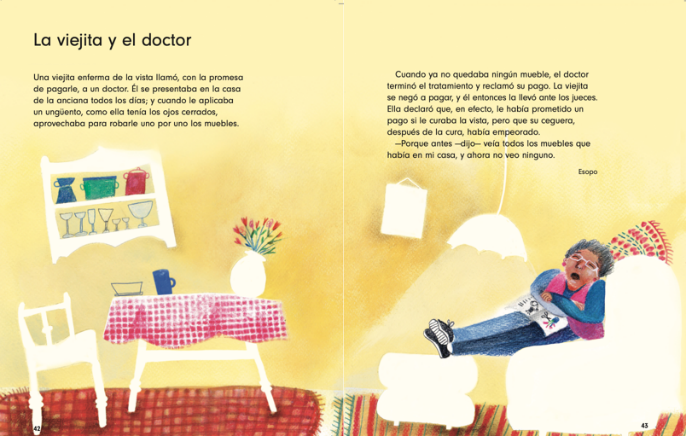 La viejita y el doctor
Una viejita enferma de la vista llamó, con la promesa
de pagarle, a un doctor. Él se presentaba en la casa
de la anciana todos los días; y cuando le aplicaba
un ungüento, como ella tenía los ojos cerrados,
aprovechaba para robarle uno por uno los muebles.
42
Cuando ya no quedaba ningún mueble, el doctor
terminó el tratamiento y reclamó su pago. La viejita
se negó a pagar, y él entonces la llevó ante los jueces.
Ella declaró que, en efecto, le había prometido un
pago si le curaba la vista, pero que su ceguera,
después de la cura, había empeorado.
—Porque antes —dijo— veía todos los muebles que
había en mi casa, y ahora no veo ninguno.
Esopo
43